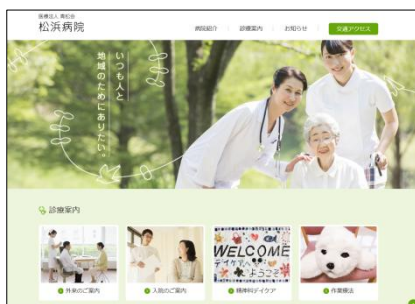 医療法人 青松会
松浜病院
病院紹介
診療案内
お知らせ
交通アクセス
いつも人と
地域のためにありたい。
診療案内
WELCOME
デイケアへ
ようこそ
外来のご案内
入院のご案内
精神科デイケア
作業療法